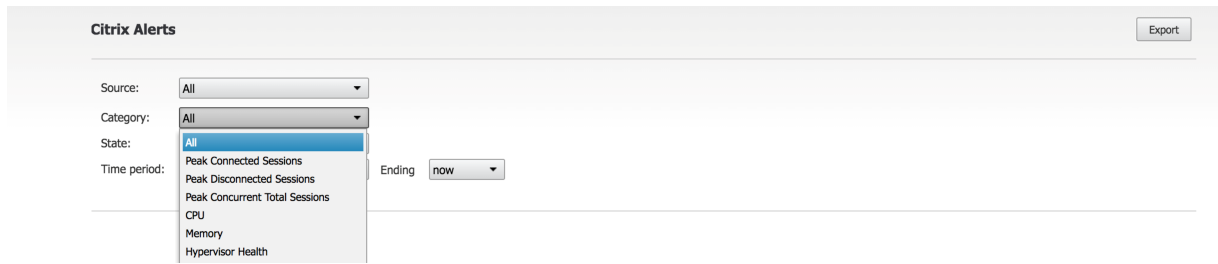 Citrix Alerts Export
Source: All
Category: All
State: All
Time period: Peak Connected Sessions Ending now
Peak Disconnected Sessions
Peak Concurrent Total Sessions
CPU
Memory
Hypervisor Health